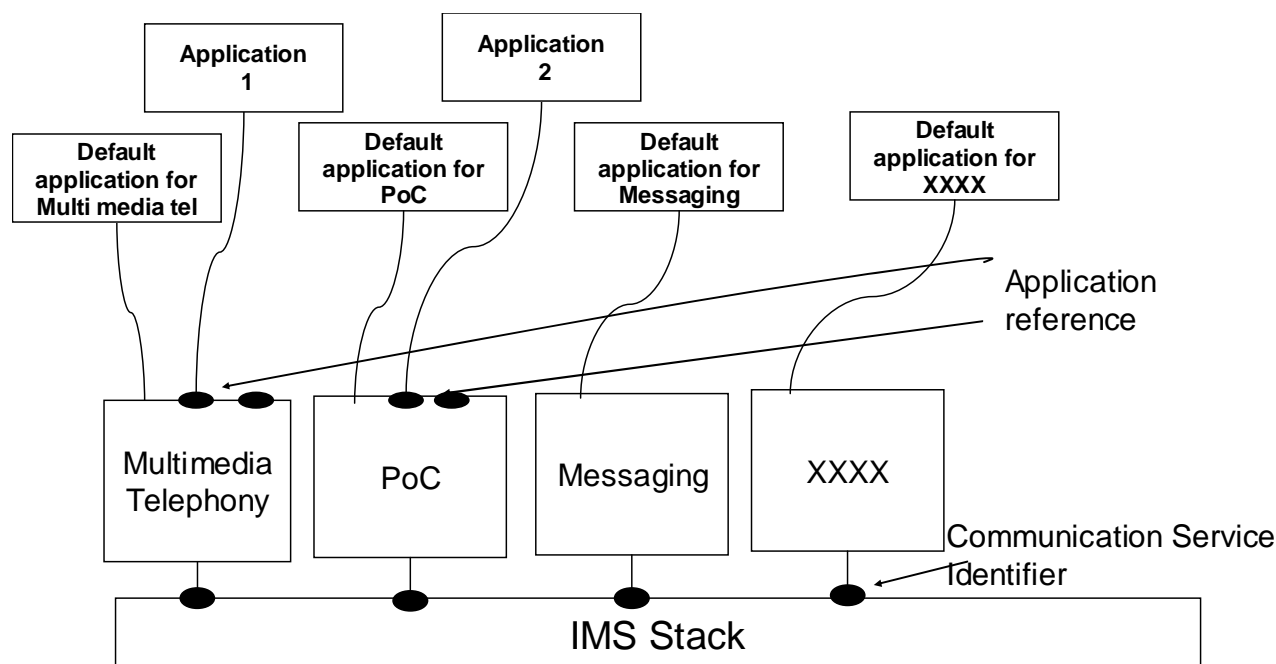 Application
1
Application
2
Default
application for
Multi media tel
Default
application for
PoC
Default
application for
Messaging
Default
application for
XXXX
Application
reference
Multimedia
Telephony
PoC
Messaging
XXXX
Communication Service
Identifier
IMS Stack